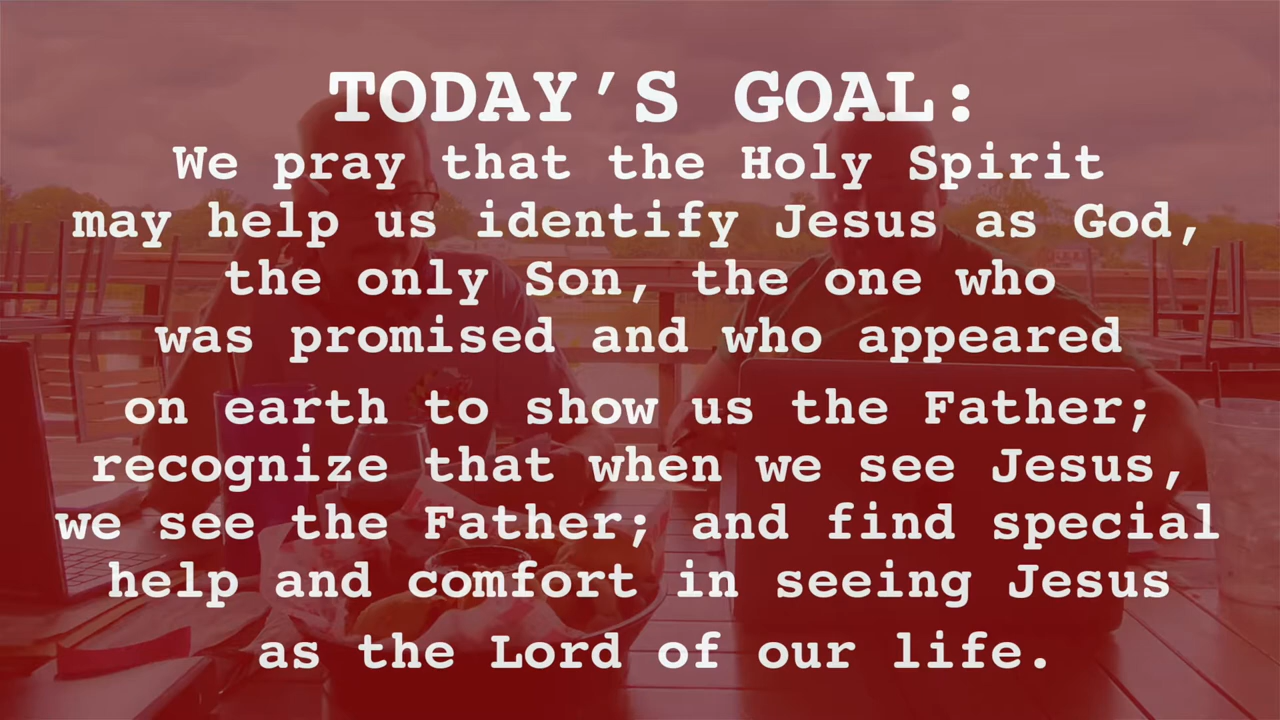 TODAY’S GOAL:
We pray that the Holy Spirit
may help us identify Jesus as God,
the only Son, the one who
was promised and who appeared
on earth to show us the Father;
recognize that when we see Jesus,
we see the Father; and find special
help and comfort in seeing Jesus
as the Lord of our life.